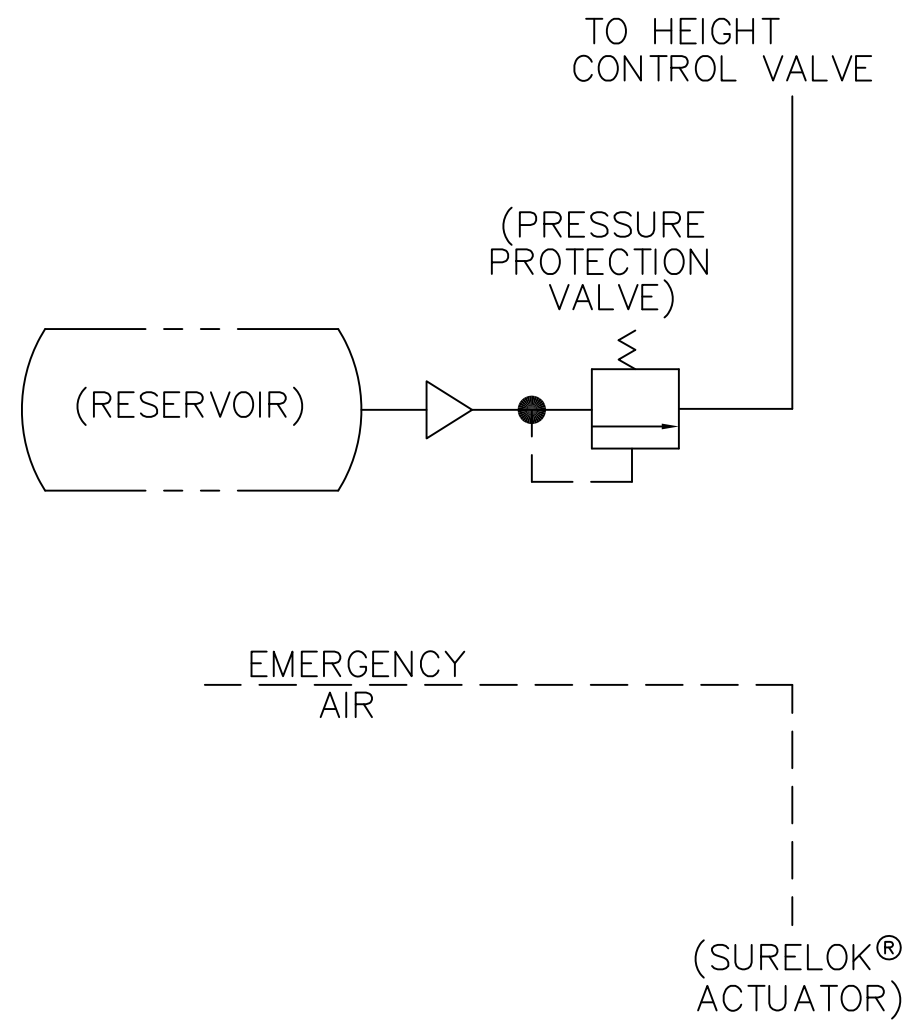 TO HEIGHT
CONTROL VALVE
(PRESSURE
PROTECTION
VALVE)
(RESERVOIR)
EMERGENCY
AIR
(SURELOK®
ACTUATOR)